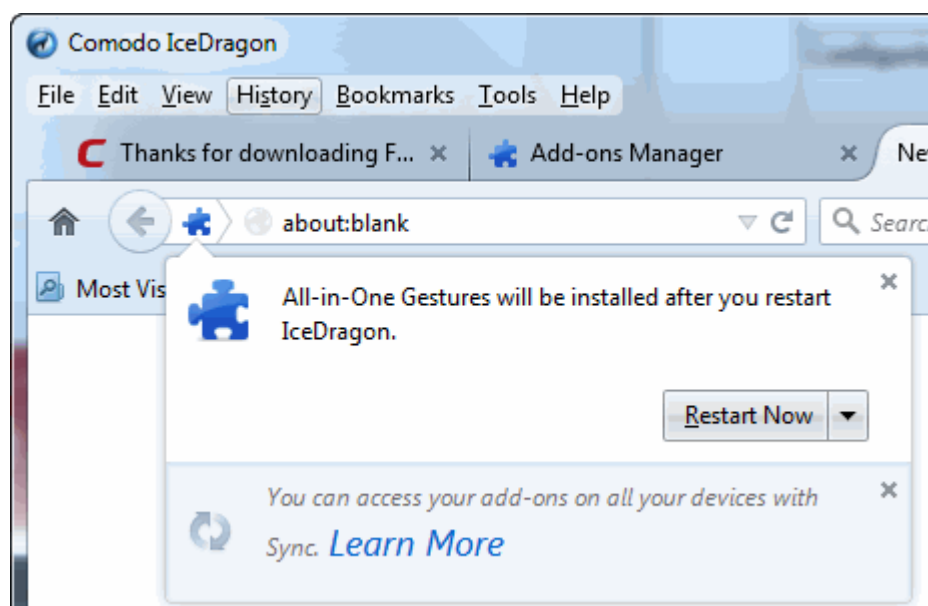 Comodo IceDragon
File Edit View History Bookmarks Tools Help
Thanks for downloading F... Add-ons Manager
about:blank
Most Vis
All-in-One Gestures will be installed after you restart
IceDragon.
Restart Now
You can access your add-ons on all your devices with
Sync. Learn More